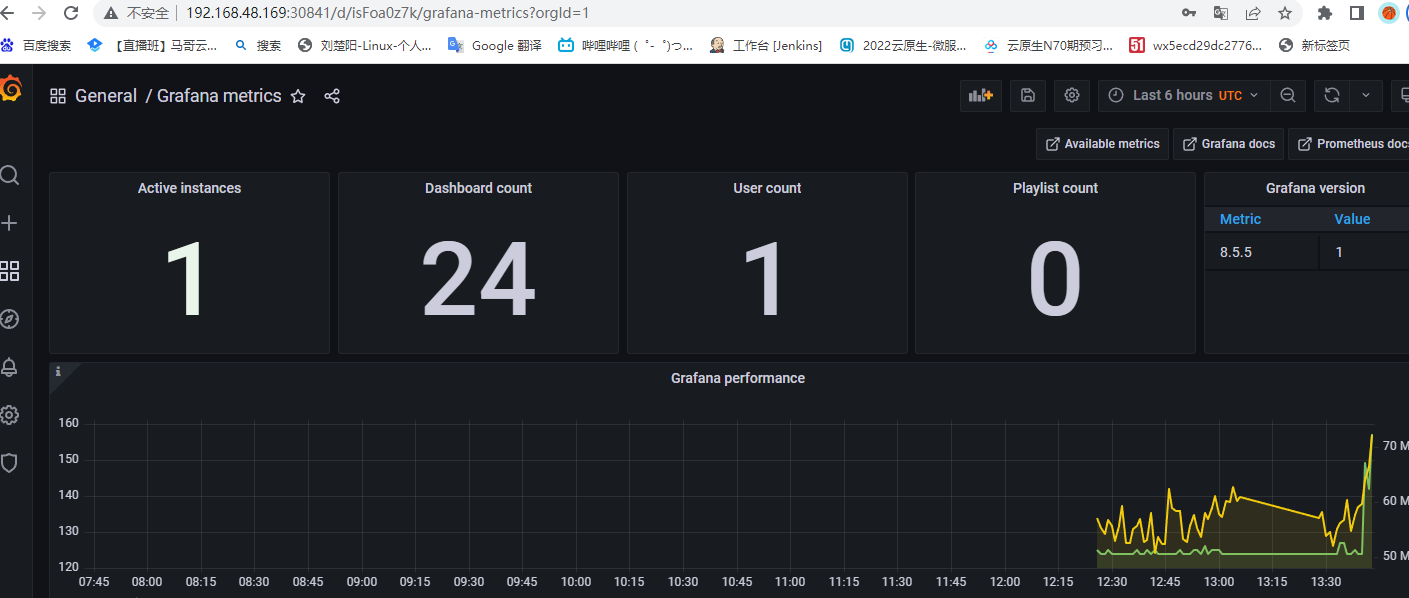 不安全 192.168.48.169:30841/d/isFoa0z7k/grafana-metrics?orgId=1
百度搜索 【直播班】马哥云... 搜索 刘楚阳-Linux-个人... Google 翻译 哔哩哔哩 ( ゜- ゜)つ... 工作台 [Jenkins] 2022云原生-微服... 云原生N70期预习... 51 wx5ecd29dc2776... 新标签页
General / Grafana metrics Last 6 hours UTC
Available metrics Grafana docs Prometheus docs
Active instances Dashboard count User count Playlist count Grafana version
Metric Value
1 24 1 0 8.5.5 1
i Grafana performance
160
150 70 M
140 60 M
130
120 50 M
07:45 08:00 08:15 08:30 08:45 09:00 09:15 09:30 09:45 10:00 10:15 10:30 10:45 11:00 11:15 11:30 11:45 12:00 12:15 12:30 12:45 13:00 13:15 13:30